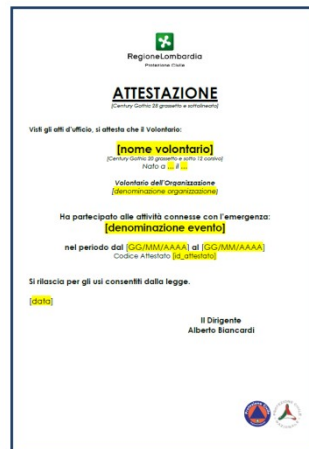 RegioneLombardia
Protezione Civile
ATTESTAZIONE
[Century Gothic 28 grassetto e sottolineato]
Visti gli atti d'ufficio, si attesta che il Volontario:
[nome volontario]
[Century Gothic 20 grassetto e sotto 12 corsivo]
Nato a ... il ...
Volontario dell'Organizzazione
[denominazione organizzazione]
Ha partecipato alle attività connesse con l'emergenza:
[denominazione evento]
nel periodo dal [GG/MM/AAAA] al [GG/MM/AAAA]
Codice Attestato [id_attestato]
Si rilascia per gli usi consentiti dalla legge.
[data]
Il Dirigente
Alberto Biancardi